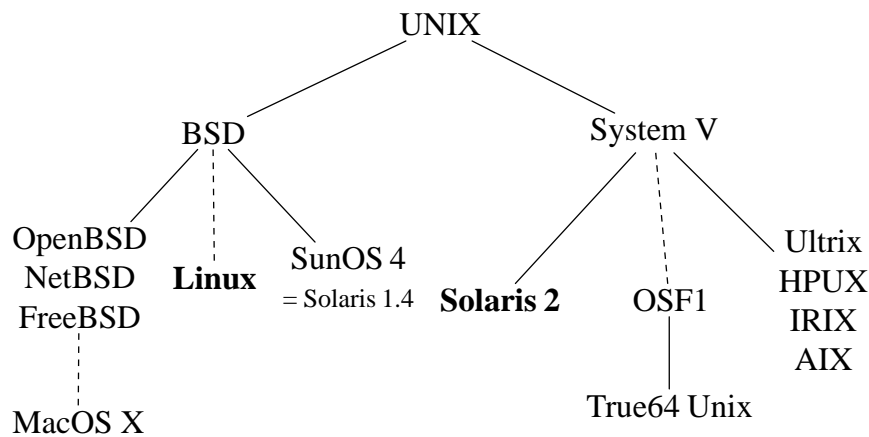 UNIX
BSD
System V
OpenBSD
NetBSD
FreeBSD
MacOS X
Linux
SunOS 4
= Solaris 1.4
Solaris 2
OSF1
True64 Unix
Ultrix
HPUX
IRIX
AIX